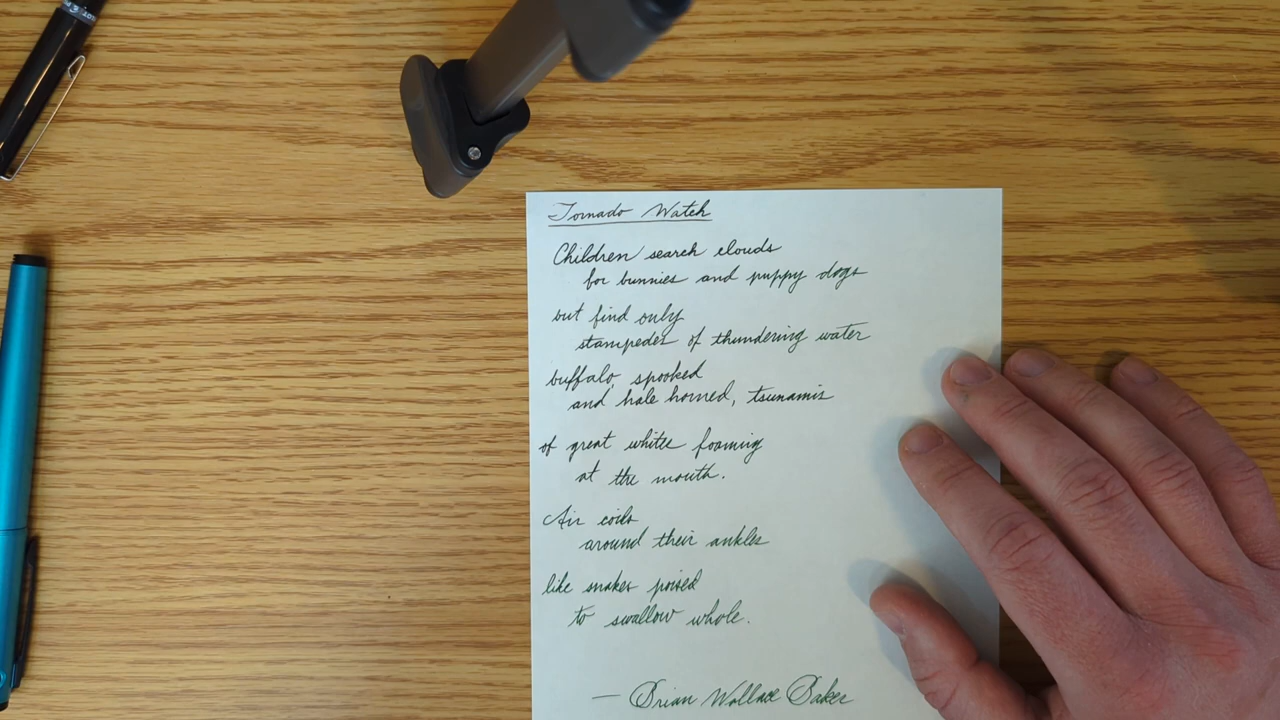 Tornado Watch
Children search clouds
for bunnies and puppy dogs
but find only
stampedes of thundering water
buffalo, spooked
and hale horned, tsunamis
of great whites foaming
at the mouth.
Air coils
around their ankles
like snakes poised
to swallow whole.
— Brian Wallace Baker